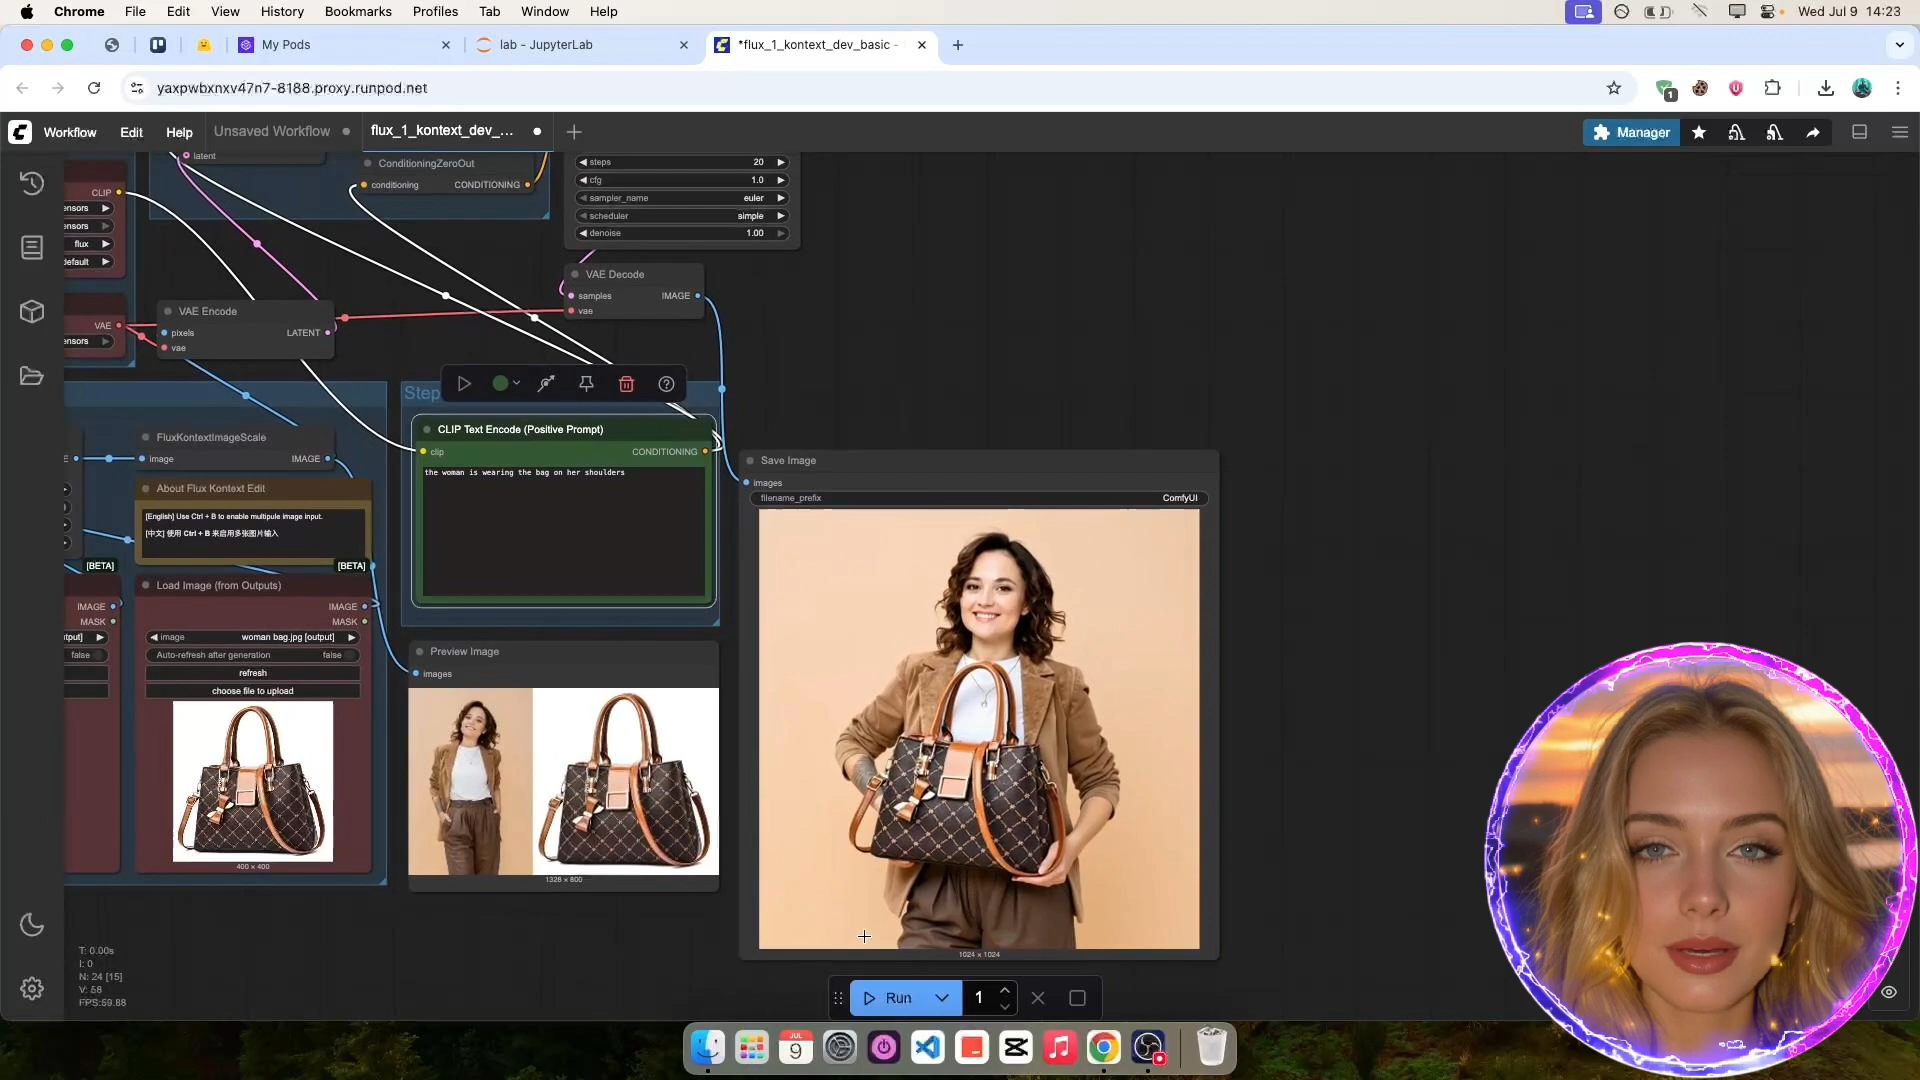 Chrome File Edit View History Bookmarks Profiles Tab Window Help Wed Jul 9 14:23
My Pods lab - JupyterLab *flux_1_kontext_dev_basic -
yaxpwbxnxv47n7-8188.proxy.runpod.net 1
Workflow Edit Help Unsaved Workflow flux_1_kontext_dev_... Manager
latent
ConditioningZeroOut
conditioning CONDITIONING
steps 20
cfg 1.0
sampler_name euler
scheduler simple
denoise 1.00
CLIP
ensors
ensors
flux
default
VAE Decode
samples IMAGE
vae
VAE Encode
pixels LATENT
vae
VAE
ensors
Step
CLIP Text Encode (Positive Prompt)
clip CONDITIONING
the woman is wearing the bag on her shoulders
FluxKontextImageScale
image IMAGE
About Flux Kontext Edit
[English] Use Ctrl + B to enable multipule image input.
[中文] 使用 Ctrl + B 来启用多张图片输入
[BETA] [BETA]
Load Image (from Outputs)
IMAGE IMAGE
MASK MASK
image woman bag.jpg [output]
Auto-refresh after generation false
false
refresh
choose file to upload
400 × 400
Preview Image
images
1328 × 800
Save Image
images
filename_prefix ComfyUI
1024 × 1024
T: 0.00s
I: 0
N: 24 [15]
V: 58
FPS:59.88
Run 1
JUL
9